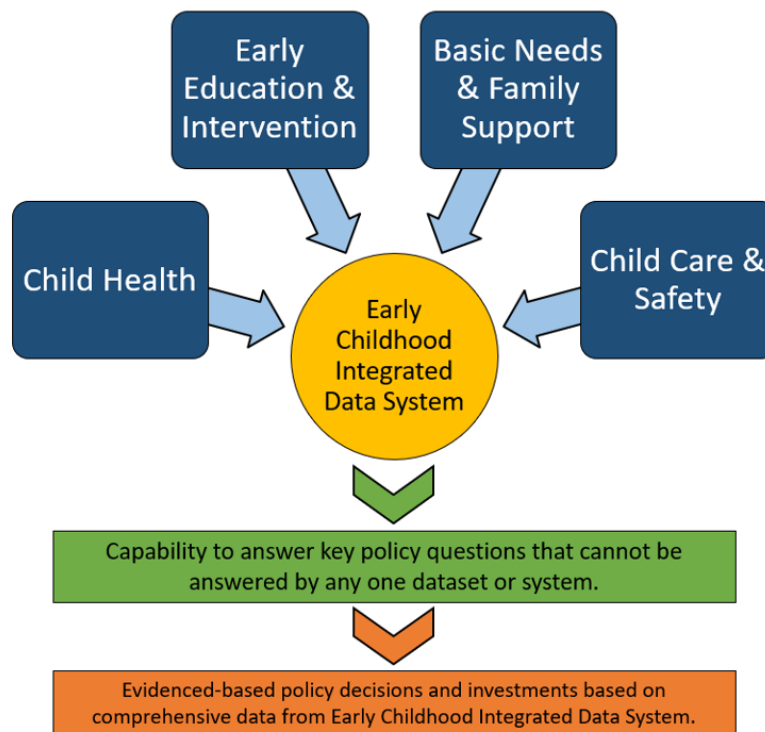 Early
Education &
Intervention
Basic Needs
& Family
Support
Child Health
Child Care &
Safety
Early
Childhood
Integrated
Data System
Capability to answer key policy questions that cannot be
answered by any one dataset or system.
Evidenced-based policy decisions and investments based on
comprehensive data from Early Childhood Integrated Data System.